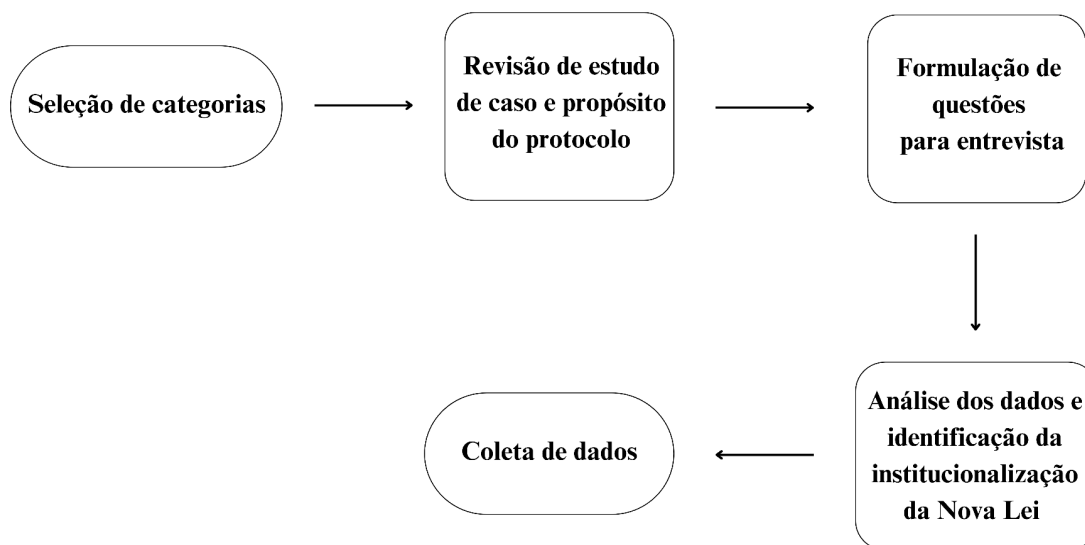 Seleção de categorias
Revisão de estudo
de caso e propósito
do protocolo
Formulação de
questões
para entrevista
Análise dos dados e
identificação da
institucionalização
da Nova Lei
Coleta de dados